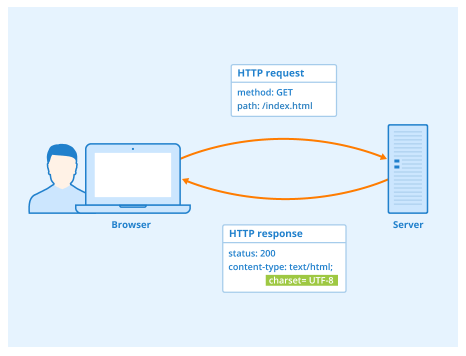 HTTP request
method: GET
path: /index.html
Browser
Server
HTTP response
status: 200
content-type: text/html;
charset= UTF-8